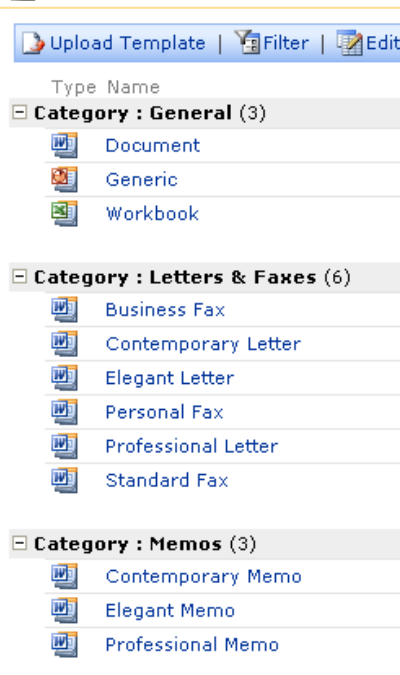 Upload Template | Filter | Edit
Type Name
Category : General (3)
Document
Generic
Workbook
Category : Letters & Faxes (6)
Business Fax
Contemporary Letter
Elegant Letter
Personal Fax
Professional Letter
Standard Fax
Category : Memos (3)
Contemporary Memo
Elegant Memo
Professional Memo